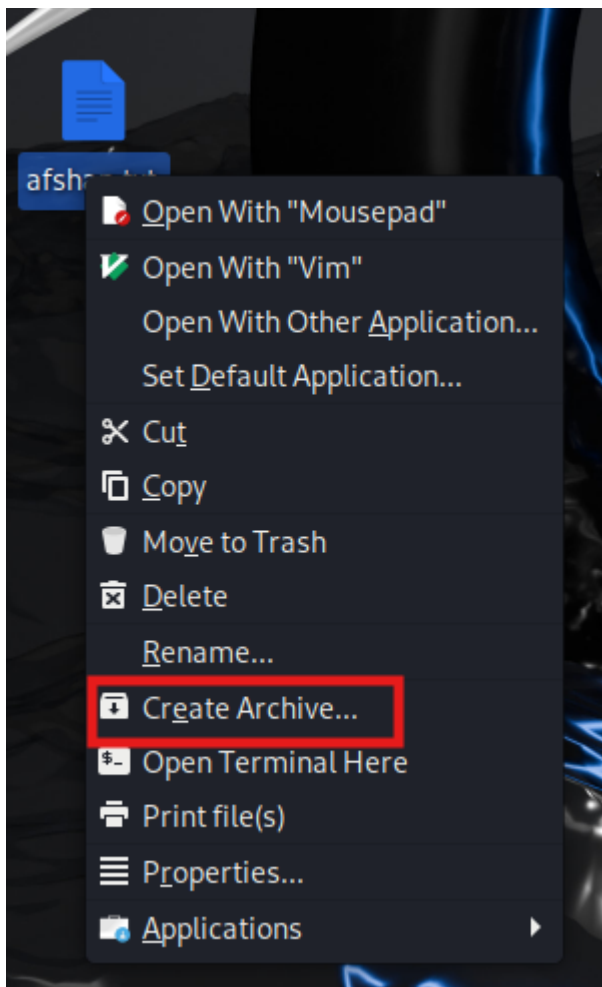 Open With "Mousepad"
Open With "Vim"
Open With Other Application...
Set Default Application...
Cut
Copy
Move to Trash
Delete
Rename...
Create Archive...
$_ Open Terminal Here
Print file(s)
Properties...
Applications